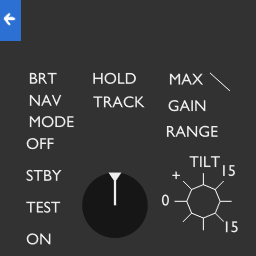 BRT
NAV
MODE
OFF
STBY
TEST
ON
HOLD
TRACK
MAX
GAIN
RANGE
TILT
+ 15
0
15